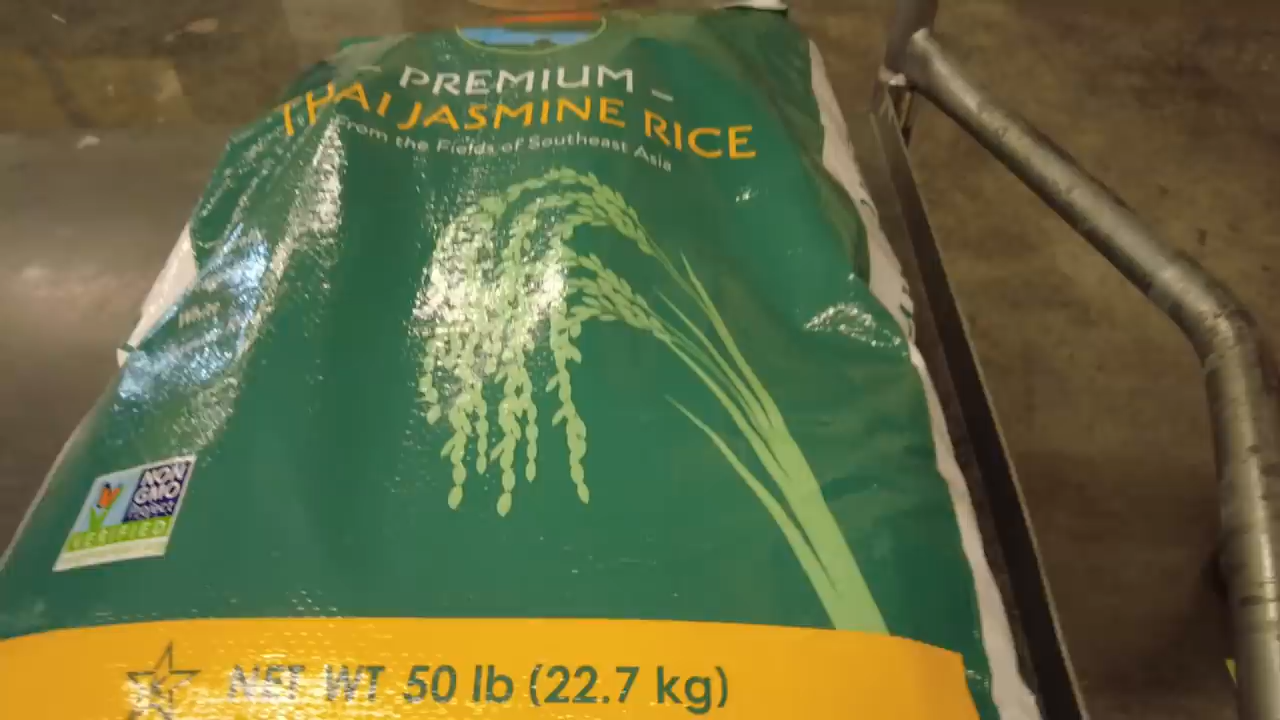 PREMIUM
THAI JASMINE RICE
From the Fields of Southeast Asia
NON
GMO
Project
VERIFIED
NET WT 50 lb (22.7 kg)